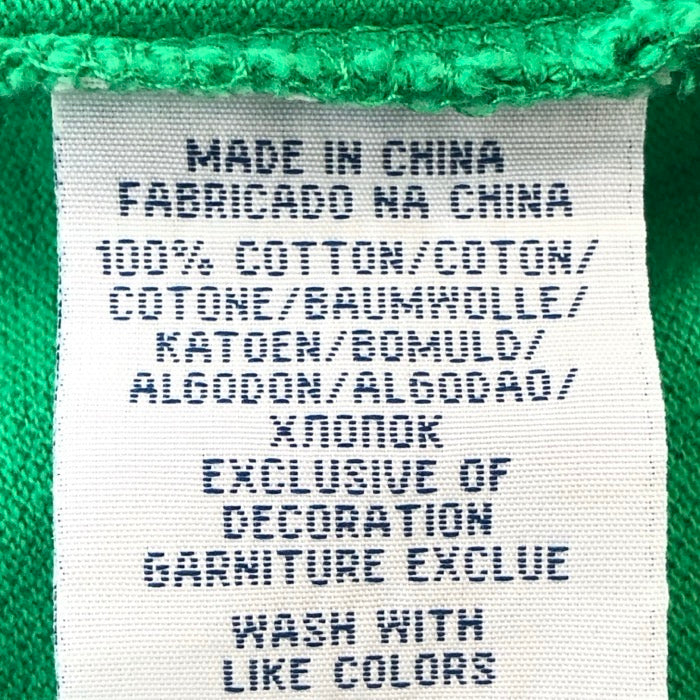 MADE IN CHINA
FABRICADO NA CHINA
100% COTTON/COTON/
COTONE/BAUMWOLLE/
KATOEN/BOMULD/
ALGODON/ALGODAO/
ХЛОПОК
EXCLUSIVE OF
DECORATION
GARNITURE EXCLUE
WASH WITH
LIKE COLORS